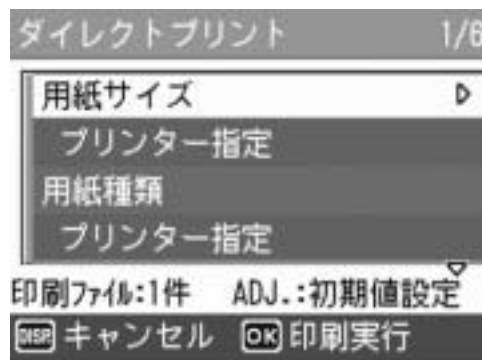 ダイレクトプリント 1/6
用紙サイズ
プリンター指定
用紙種類
プリンター指定
印刷ファイル:1件 ADJ.:初期値設定
DISP. キャンセル OK 印刷実行